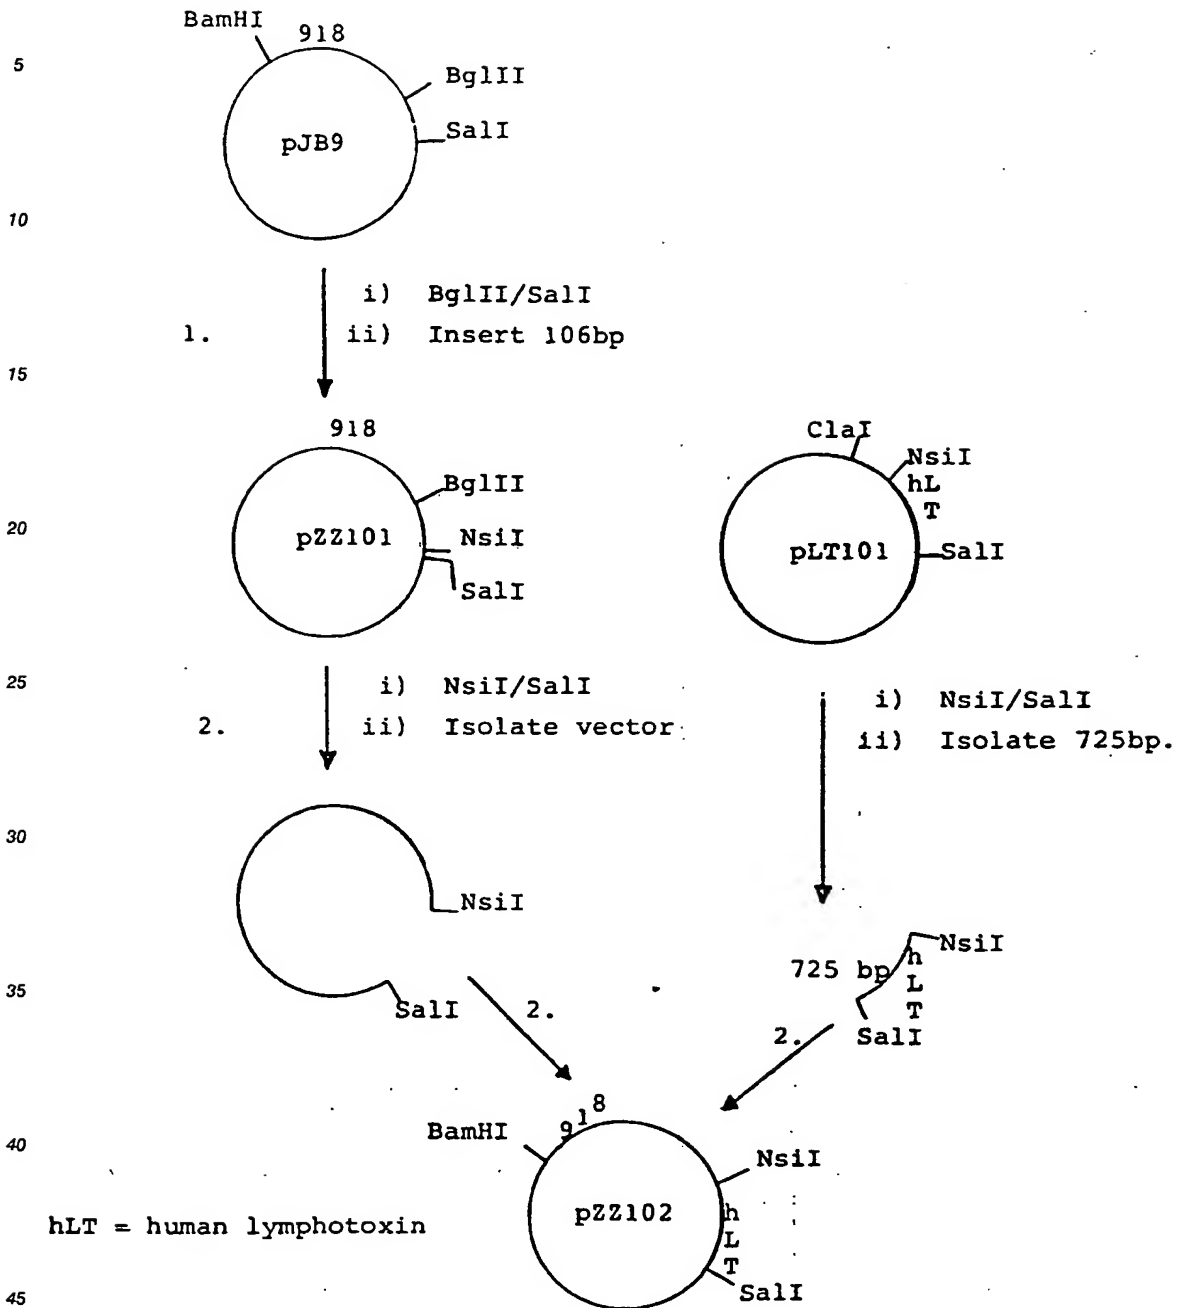 BamHI
918
5
BglII
SalI
pJB9
10
i) BglII/SalI
1.
ii) Insert 106bp
15
918
ClaI
NsiI
hL
T
BglII
20
pZZ101
NsiI
pLT101
SalI
SalI
25
i) NsiI/SalI
2.
ii) Isolate vector
i) NsiI/SalI
ii) Isolate 725bp.
30
NsiI
NsiI
725 bp
h
L
T
35
SalI
2.
2.
SalI
918
40
BamHI
NsiI
pZZ102
h
L
T
hLT = human lymphotoxin
SalI
45